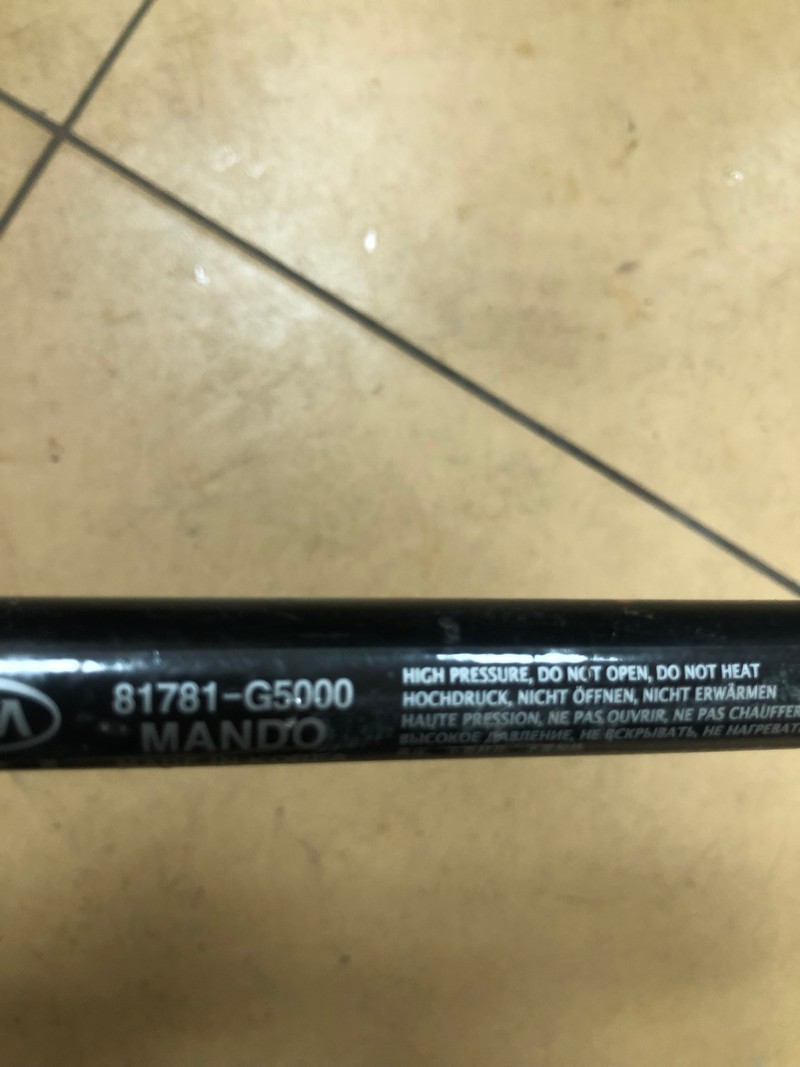 81781-G5000
MANDO
HIGH PRESSURE, DO NOT OPEN, DO NOT HEAT
HOCHDRUCK, NICHT ÖFFNEN, NICHT ERWÄRMEN
HAUTE PRESSION, NE PAS OUVRIR, NE PAS CHAUFFER
ВЫСОКОЕ ДАВЛЕНИЕ, НЕ ВСКРЫВАТЬ, НЕ НАГРЕВАТЬ